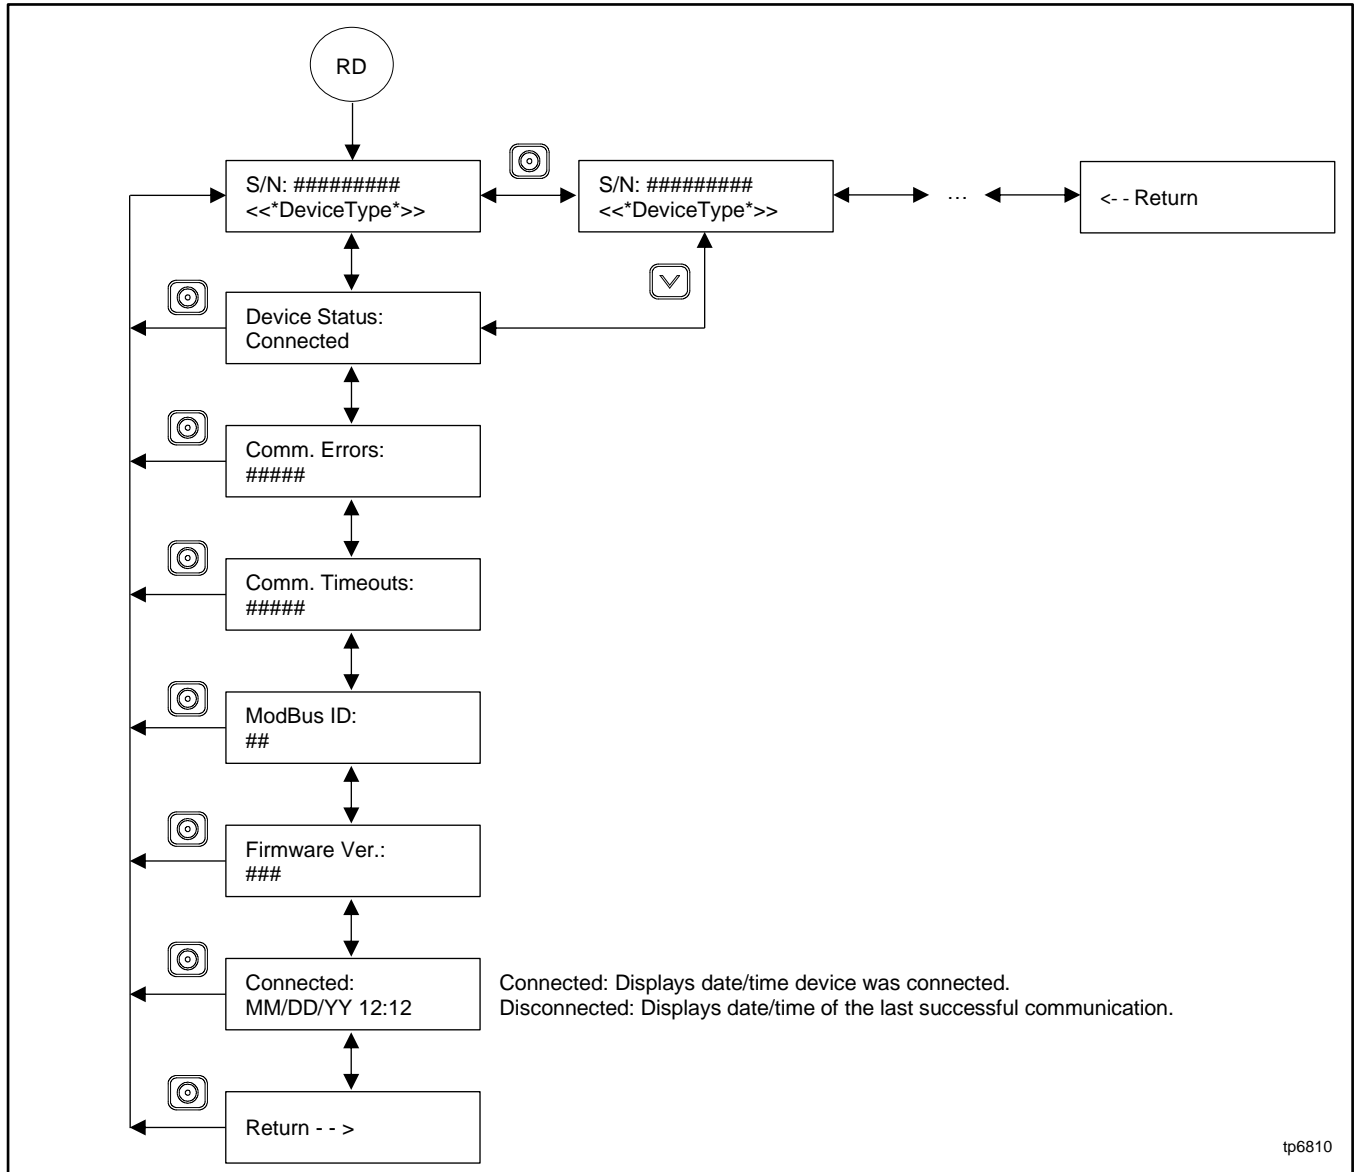 RD
S/N: #########
<<*DeviceType*>>
S/N: #########
<<*DeviceType*>>
...
<- - Return
Device Status:
Connected
Comm. Errors:
#####
Comm. Timeouts:
#####
ModBus ID:
##
Firmware Ver.:
###
Connected:
MM/DD/YY 12:12
Connected: Displays date/time device was connected.
Disconnected: Displays date/time of the last successful communication.
Return - - >
tp6810